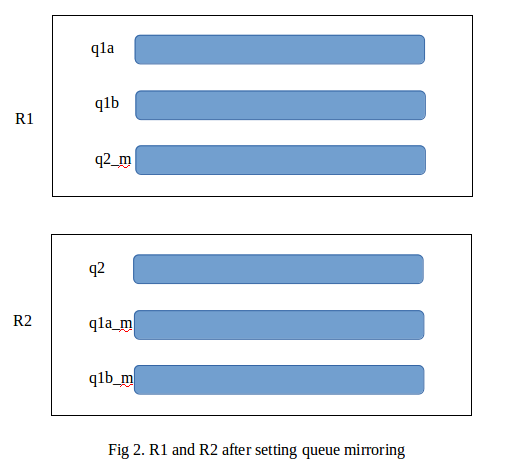 q1a
q1b
R1
q2_m
q2
R2
q1a_m
q1b_m
Fig 2. R1 and R2 after setting queue mirroring